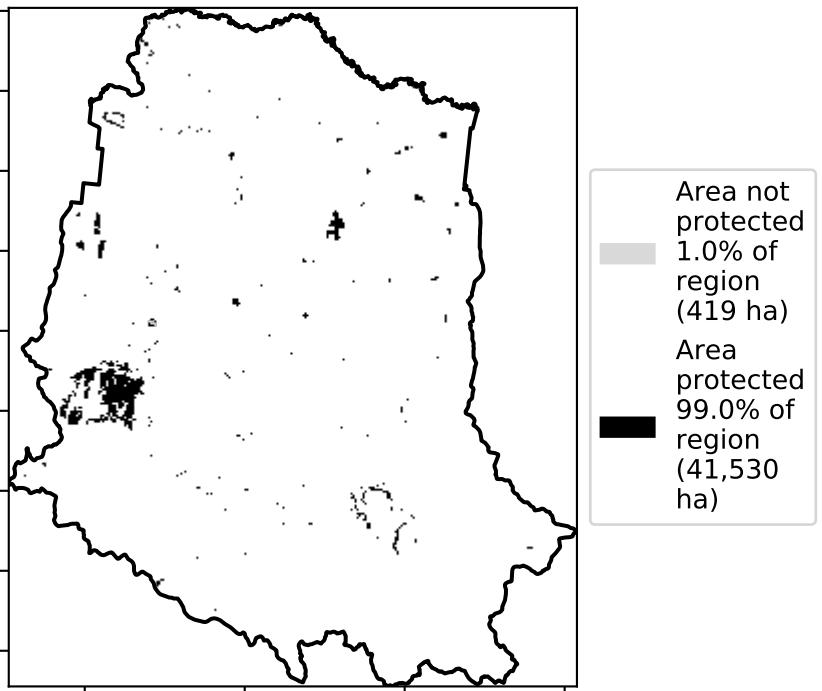 Area not
protected
1.0% of
region
(419 ha)
Area
protected
99.0% of
region
(41,530
ha)